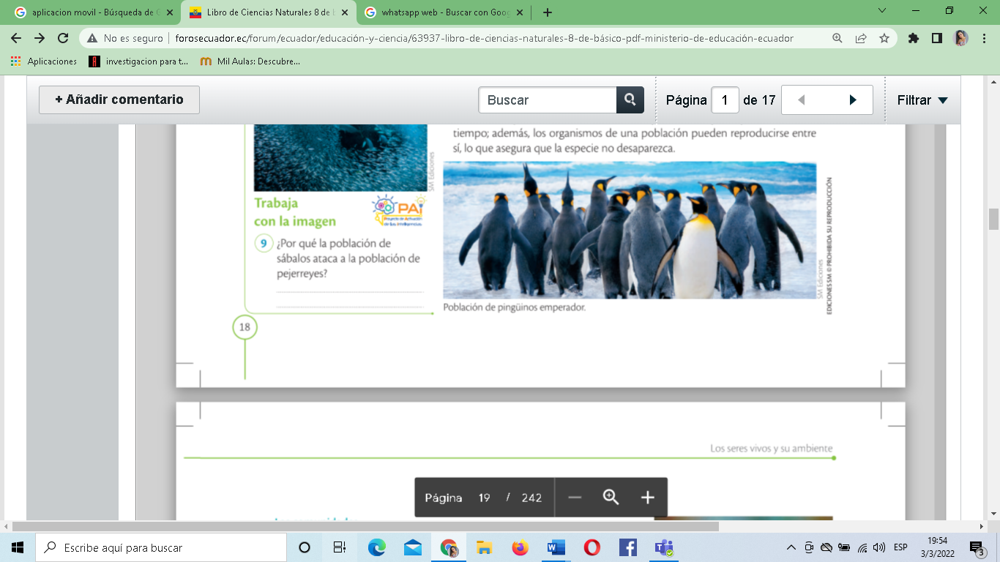 aplicacion movil - Búsqueda de G
Libro de Ciencias Naturales 8 de b
whatsapp web - Buscar con Goog
No es seguro
forosecuador.ec/forum/ecuador/educación-y-ciencia/63937-libro-de-ciencias-naturales-8-de-básico-pdf-ministerio-de-educación-ecuador
Aplicaciones
investigacion para t...
Mil Aulas: Descubre...
+ Añadir comentario
Buscar
Página 1 de 17
Filtrar
tiempo; además, los organismos de una población pueden reproducirse entre
sí, lo que asegura que la especie no desaparezca.
SM Ediciones
Trabaja
con la imagen
PAi
Proyecto de Activación
de las Inteligencias
9 ¿Por qué la población de
sábalos ataca a la población de
pejerreyes?
SM Ediciones
EDICIONES SM © PROHIBIDA SU REPRODUCCIÓN
Población de pingüinos emperador.
18
Los seres vivos y su ambiente
Página 19 / 242
Escribe aquí para buscar
ESP
19:54
3/3/2022
3